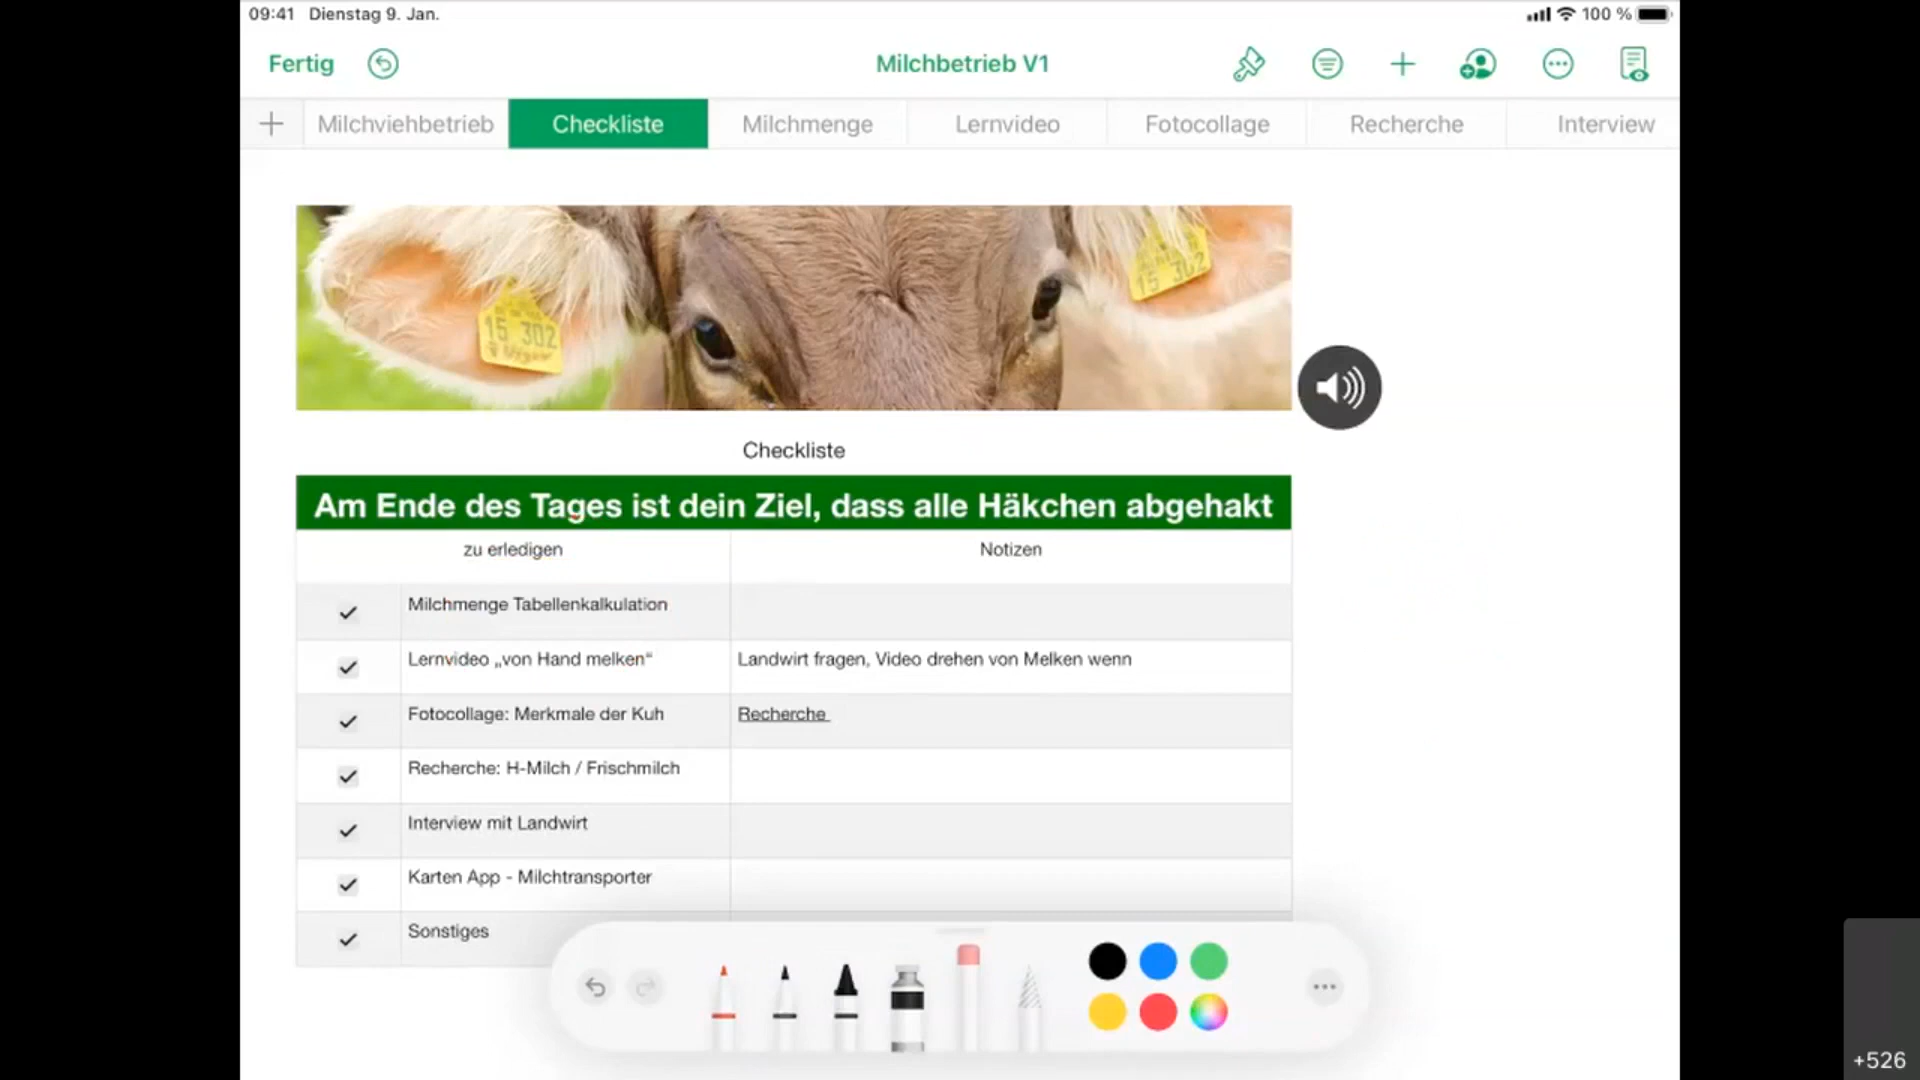 09:41 Dienstag 9. Jan. 100 %
Fertig Milchbetrieb V1
Milchviehbetrieb Checkliste Milchmenge Lernvideo Fotocollage Recherche Interview
15 302
15 302
Checkliste
Am Ende des Tages ist dein Ziel, dass alle Häkchen abgehakt
zu erledigen Notizen
Milchmenge Tabellenkalkulation
Lernvideo „von Hand melken“ Landwirt fragen, Video drehen von Melken wenn
Fotocollage: Merkmale der Kuh Recherche
Recherche: H-Milch / Frischmilch
Interview mit Landwirt
Karten App - Milchtransporter
Sonstiges
+526